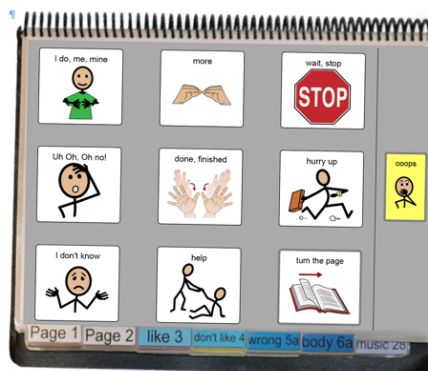 ¶
I do, me, mine
more
wait, stop
STOP
Uh Oh, Oh no!
done, finished
hurry up
ooops
I don't know
help
turn the page
Page 1
Page 2
like 3
don't like 4
wrong 5a
body 6a
music 28